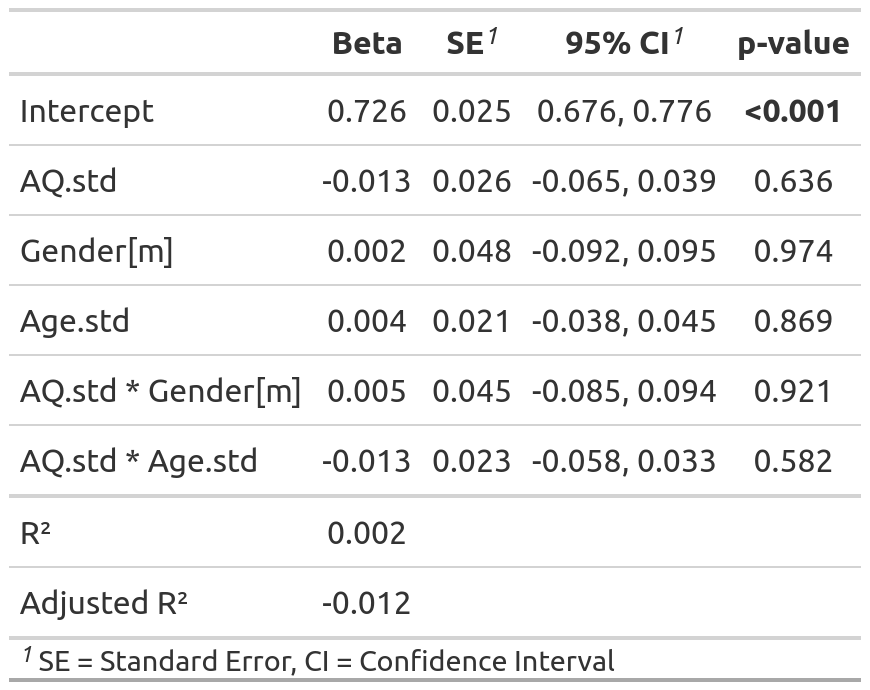 Beta SE¹ 95% CI¹ p-value
Intercept 0.726 0.025 0.676, 0.776 <0.001
AQ.std -0.013 0.026 -0.065, 0.039 0.636
Gender[m] 0.002 0.048 -0.092, 0.095 0.974
Age.std 0.004 0.021 -0.038, 0.045 0.869
AQ.std * Gender[m] 0.005 0.045 -0.085, 0.094 0.921
AQ.std * Age.std -0.013 0.023 -0.058, 0.033 0.582
R² 0.002
Adjusted R² -0.012
¹ SE = Standard Error, CI = Confidence Interval